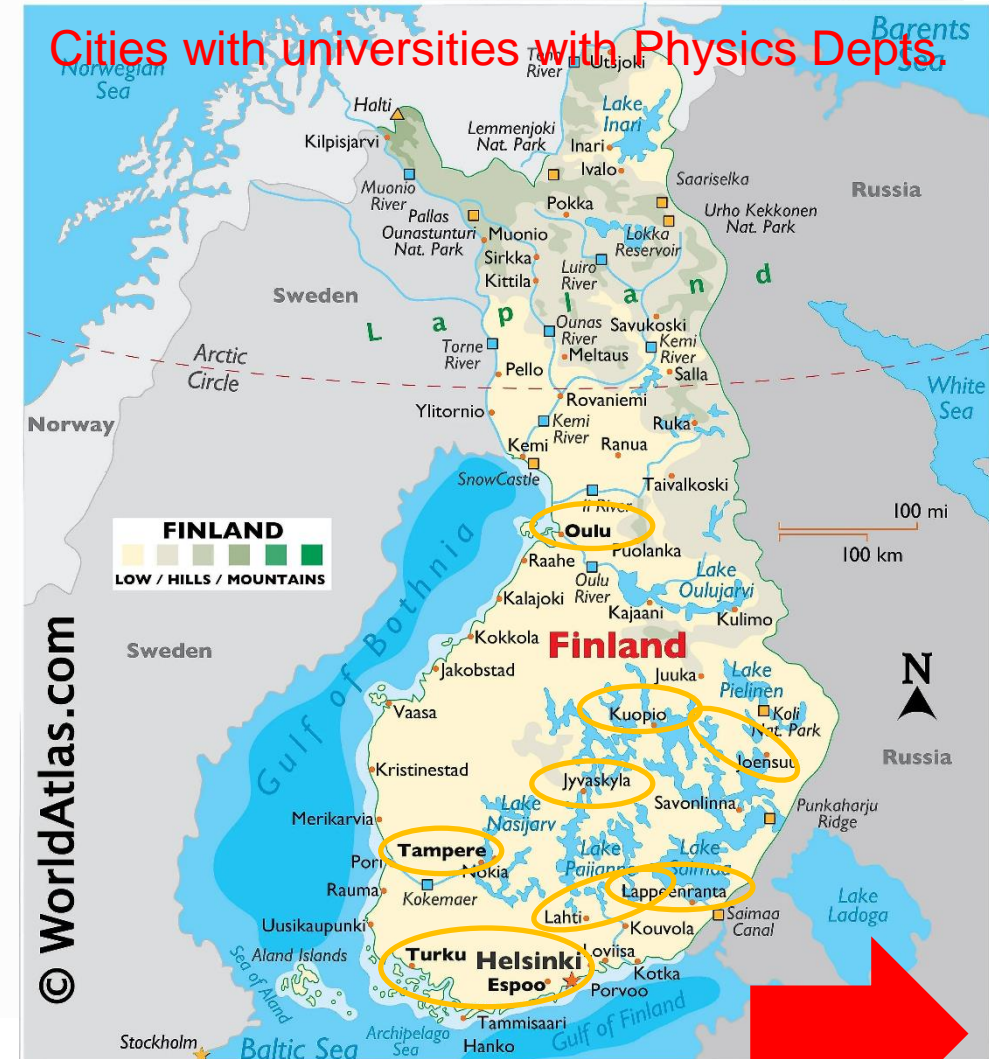 Cities with universities with Physics Depts.
Barents
Sea
Norwegian
Sea
River
Utsjoki
Halti
Lake
Inari
Kilpisjarvi
Lemmenjoki
Nat. Park
Inari
Ivalo
Saariselka
Russia
Muonio
River
Pokka
Urho Kekkonen
Nat. Park
Pallas
Ounastunturi
Nat. Park
Muonio
Lokka
Reservoir
Sirkka
Kittila
Luiro
River
Sweden
L a p l a n d
Ounas
River
Savukoski
Torne
River
Meltaus
Kemi
River
Arctic
Circle
Pello
Salla
White
Sea
Rovaniemi
Ylitornio
Norway
Kemi
River
Ruka
Kemi
Ranua
SnowCastle
Taivalkoski
Ii River
100 mi
100 km
FINLAND
LOW / HILLS / MOUNTAINS
Oulu
Puolanka
Raahe
Oulu
River
Lake
Oulujarvi
Kalajoki
Kajaani
Kulimo
Kokkola
Finland
Sweden
N
Jakobstad
Juuka
Lake
Pielinen
Vaasa
Kuopio
Koli
Nat. Park
Gulf of Bothnia
Joensuu
Russia
Kristinestad
Jyvaskyla
Savonlinna
Punkaharju
Ridge
Merikarvia
Lake
Nasijarv
Tampere
Lake
Paijanne
Lake
Saimaa
Pori
Nokia
Rauma
Kokemaer
Lappeenranta
Lake
Ladoga
Lahti
Saimaa
Canal
Uusikaupunki
Kouvola
Turku
Helsinki
Loviisa
Aland Islands
Espoo
Kotka
Porvoo
Sea of Aland
Tammisaari
Gulf of Finland
Stockholm
Baltic Sea
Archipelago
Sea
Hanko
© WorldAtlas.com